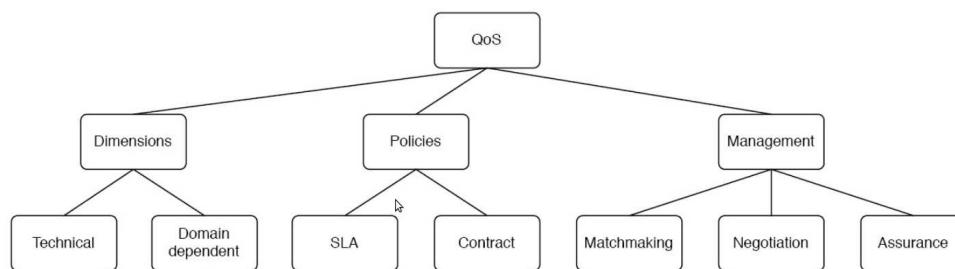 QoS
Dimensions
Policies
Management
Technical
Domain
dependent
SLA
Contract
Matchmaking
Negotiation
Assurance